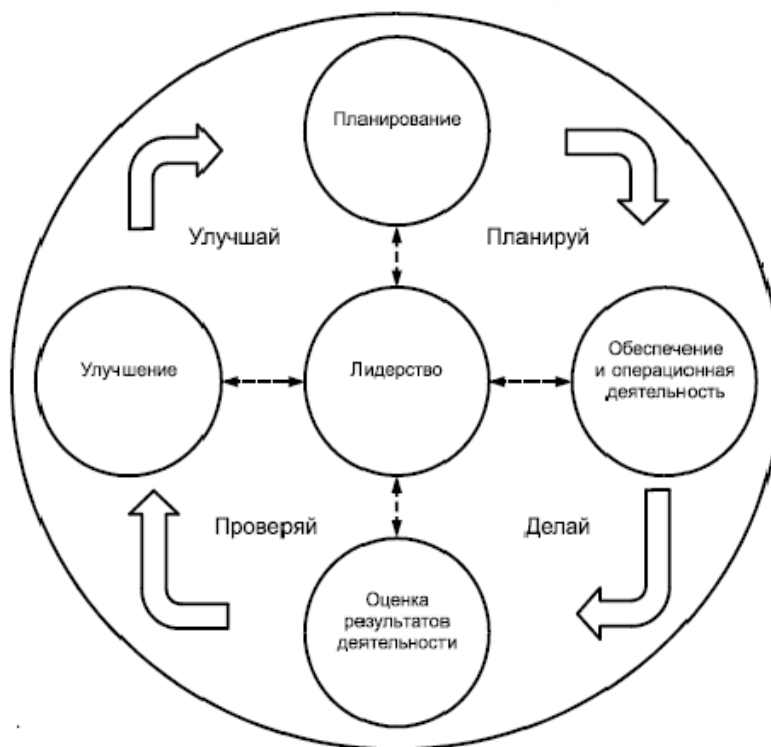 Планирование
Улучшай
Планируй
Улучшение
Лидерство
Обеспечение
и операционная
деятельность
Проверяй
Делай
Оценка
результатов
деятельности